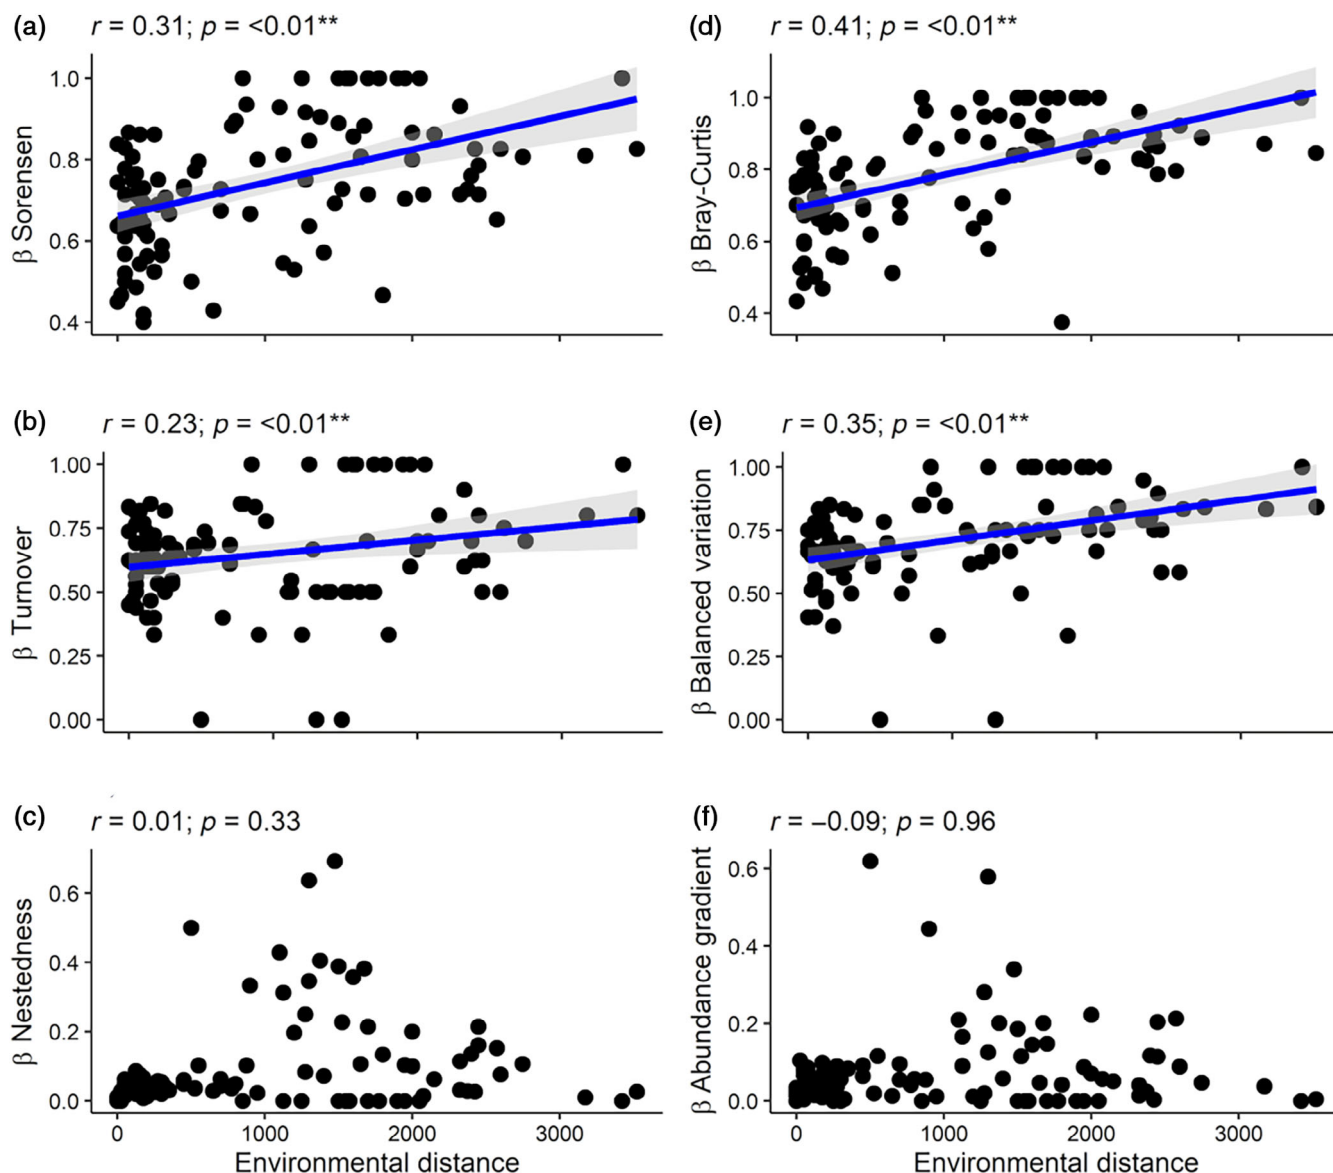 (a) r = 0.31; p = <0.01**
β Sorensen
1.0
0.8
0.6
0.4
(d) r = 0.41; p = <0.01**
β Bray-Curtis
1.0
0.8
0.6
0.4
(b) r = 0.23; p = <0.01**
β Turnover
1.00
0.75
0.50
0.25
0.00
(e) r = 0.35; p = <0.01**
β Balanced variation
1.00
0.75
0.50
0.25
0.00
(c) r = 0.01; p = 0.33
β Nestedness
0.6
0.4
0.2
0.0
0 1000 2000 3000
Environmental distance
(f) r = −0.09; p = 0.96
β Abundance gradient
0.6
0.4
0.2
0.0
0 1000 2000 3000
Environmental distance